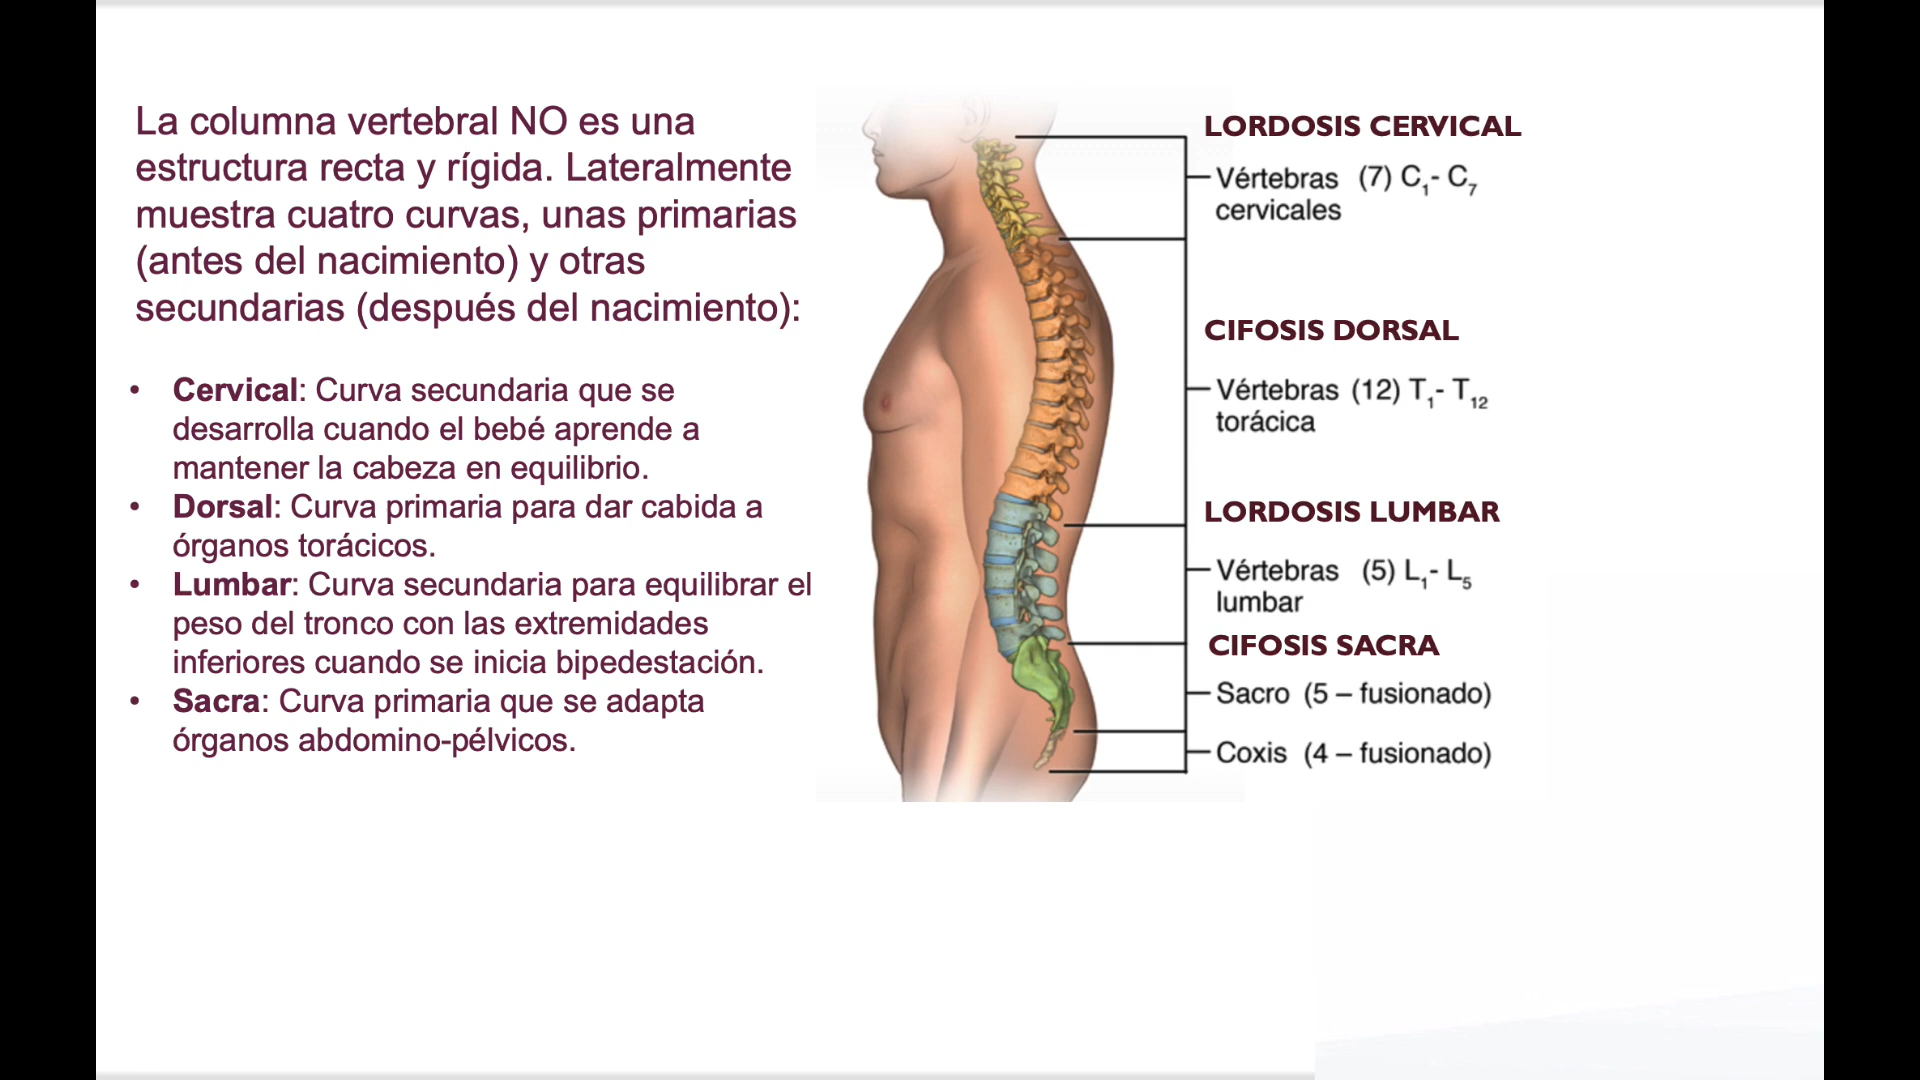 La columna vertebral NO es una
estructura recta y rígida. Lateralmente
muestra cuatro curvas, unas primarias
(antes del nacimiento) y otras
secundarias (después del nacimiento):
• Cervical: Curva secundaria que se
desarrolla cuando el bebé aprende a
mantener la cabeza en equilibrio.
• Dorsal: Curva primaria para dar cabida a
órganos torácicos.
• Lumbar: Curva secundaria para equilibrar el
peso del tronco con las extremidades
inferiores cuando se inicia bipedestación.
• Sacra: Curva primaria que se adapta
órganos abdomino-pélvicos.
LORDOSIS CERVICAL
Vértebras (7) C₁- C₇
cervicales
CIFOSIS DORSAL
Vértebras (12) T₁- T₁₂
torácica
LORDOSIS LUMBAR
Vértebras (5) L₁- L₅
lumbar
CIFOSIS SACRA
Sacro (5 – fusionado)
Coxis (4 – fusionado)